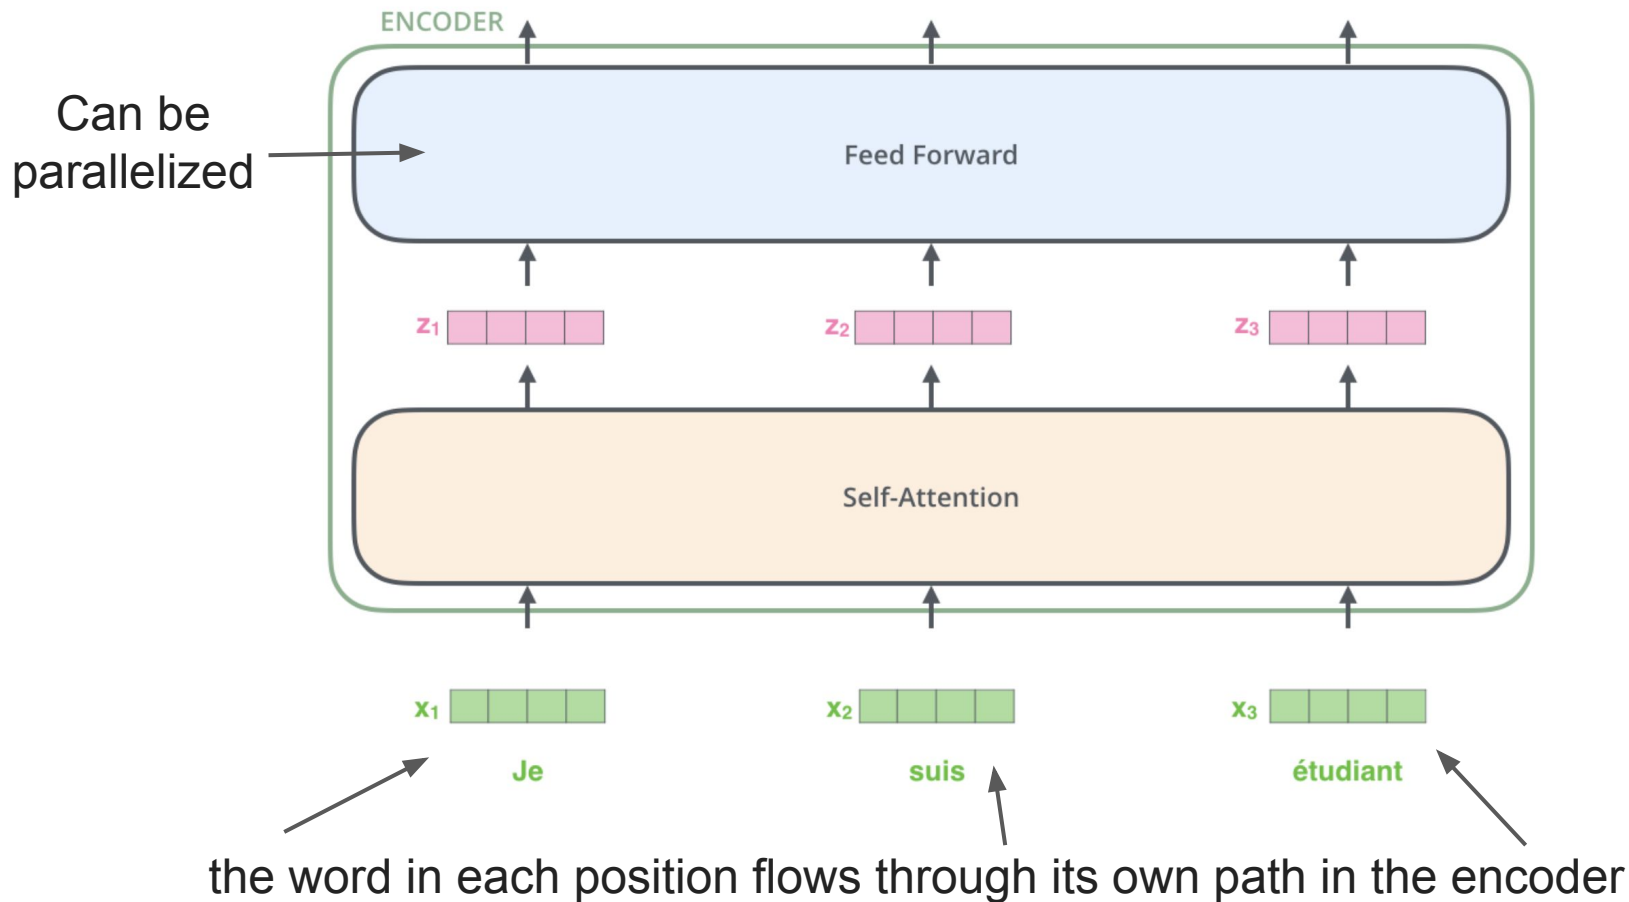 ENCODER
Can be
parallelized
Feed Forward
z1
z2
z3
Self-Attention
x1
x2
x3
Je
suis
étudiant
the word in each position flows through its own path in the encoder